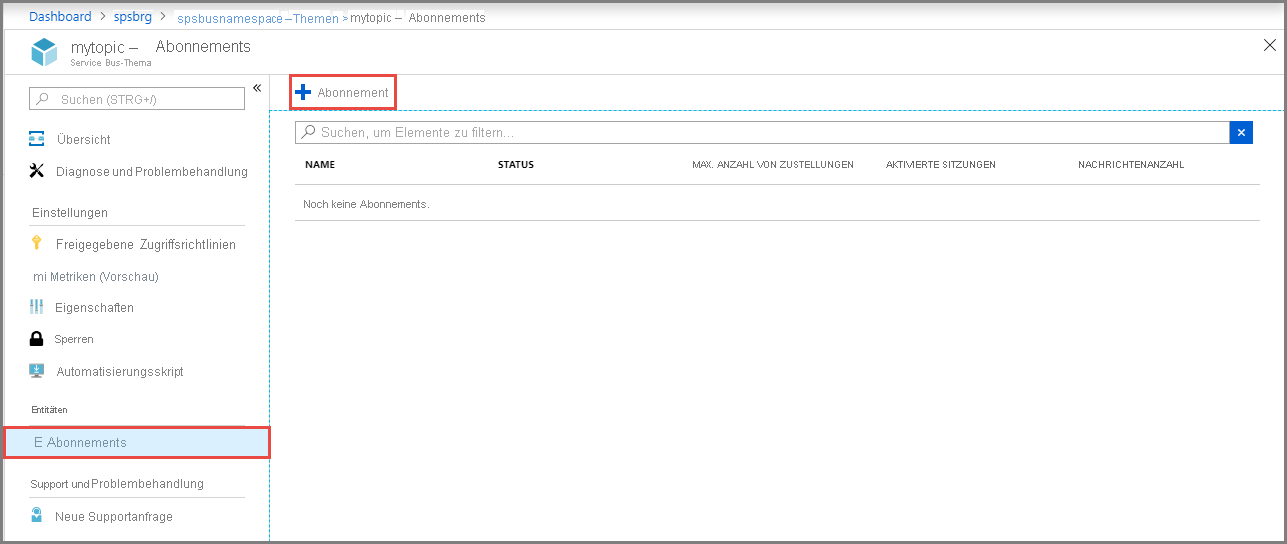 Dashboard > spsbrg > spsbusnamespace – Themen > mytopic – Abonnements
mytopic – Abonnements
Service Bus-Thema
Suchen (STRG+/)
Übersicht
Diagnose und Problembehandlung
Einstellungen
Freigegebene Zugriffsrichtlinien
mi Metriken (Vorschau)
Eigenschaften
Sperren
Automatisierungsskript
Entitäten
E Abonnements
Support und Problembehandlung
Neue Supportanfrage
Abonnement
Suchen, um Elemente zu filtern...
NAME STATUS MAX. ANZAHL VON ZUSTELLUNGEN AKTIVIERTE SITZUNGEN NACHRICHTENANZAHL
Noch keine Abonnements.